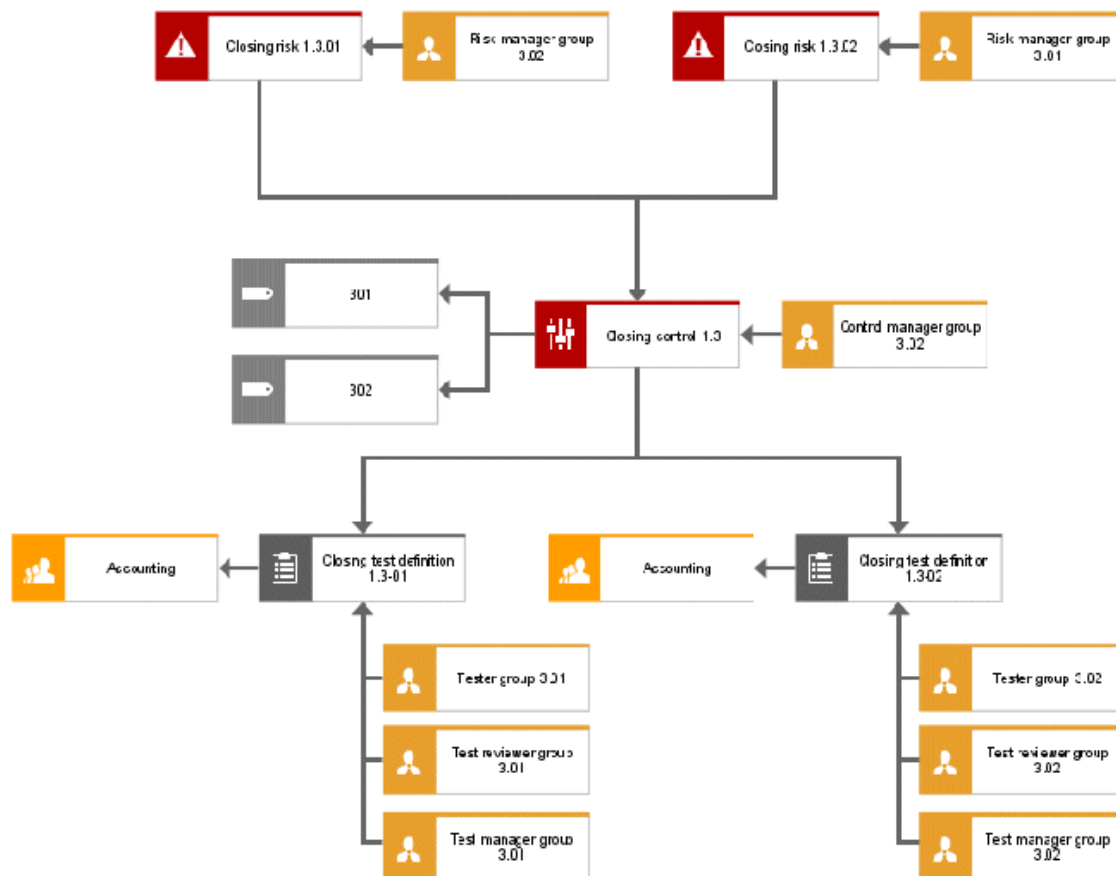 Closing risk 1.3.01
Risk manager group
3.02
Closing risk 1.3.02
Risk manager group
3.01
301
302
Closing control 1.3
Control manager group
3.02
Accounting
Closing test definition
1.3-01
Accounting
Closing test definition
1.3-02
Tester group 3.01
Test reviewer group
3.01
Test manager group
3.01
Tester group 3.02
Test reviewer group
3.02
Test manager group
3.02